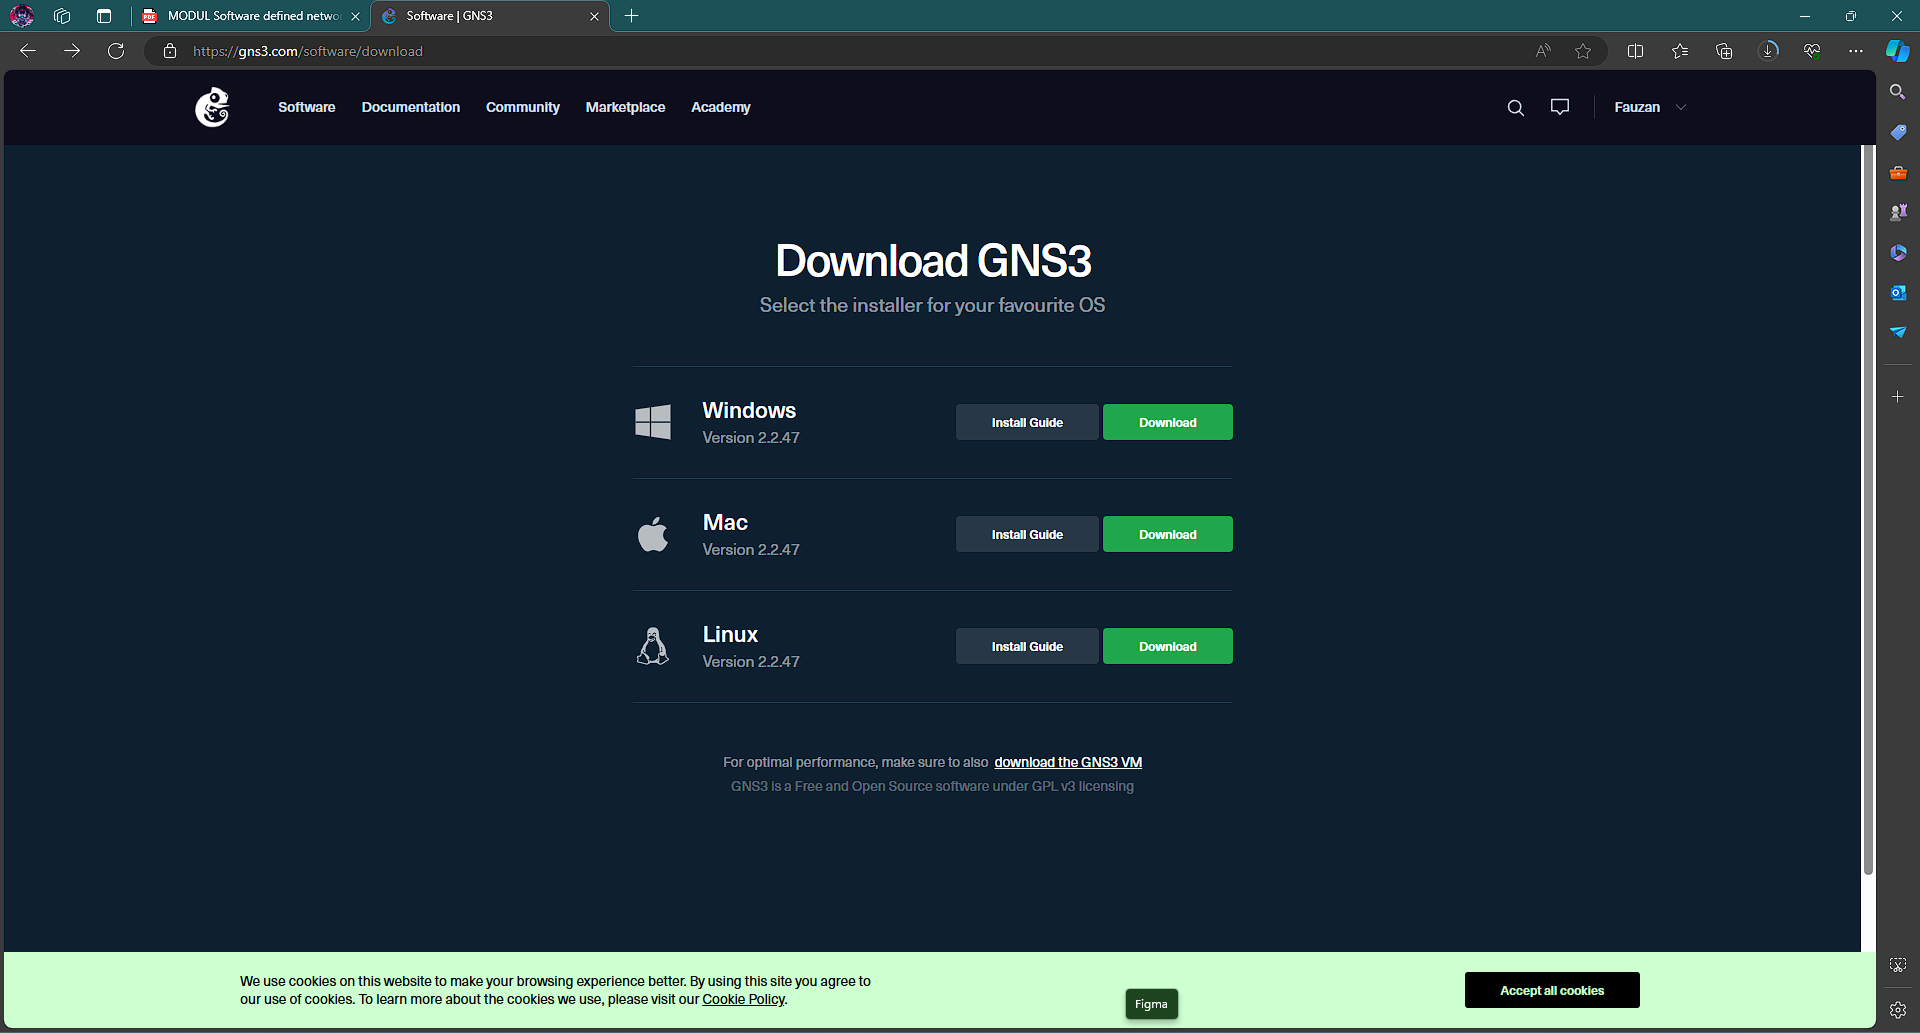 MODUL Software defined netwo
Software | GNS3
https://gns3.com/software/download
Software
Documentation
Community
Marketplace
Academy
Fauzan
Download GNS3
Select the installer for your favourite OS
Windows
Version 2.2.47
Install Guide
Download
Mac
Version 2.2.47
Install Guide
Download
Linux
Version 2.2.47
Install Guide
Download
For optimal performance, make sure to also download the GNS3 VM
GNS3 is a Free and Open Source software under GPL v3 licensing
We use cookies on this website to make your browsing experience better. By using this site you agree to
our use of cookies. To learn more about the cookies we use, please visit our Cookie Policy.
Figma
Accept all cookies